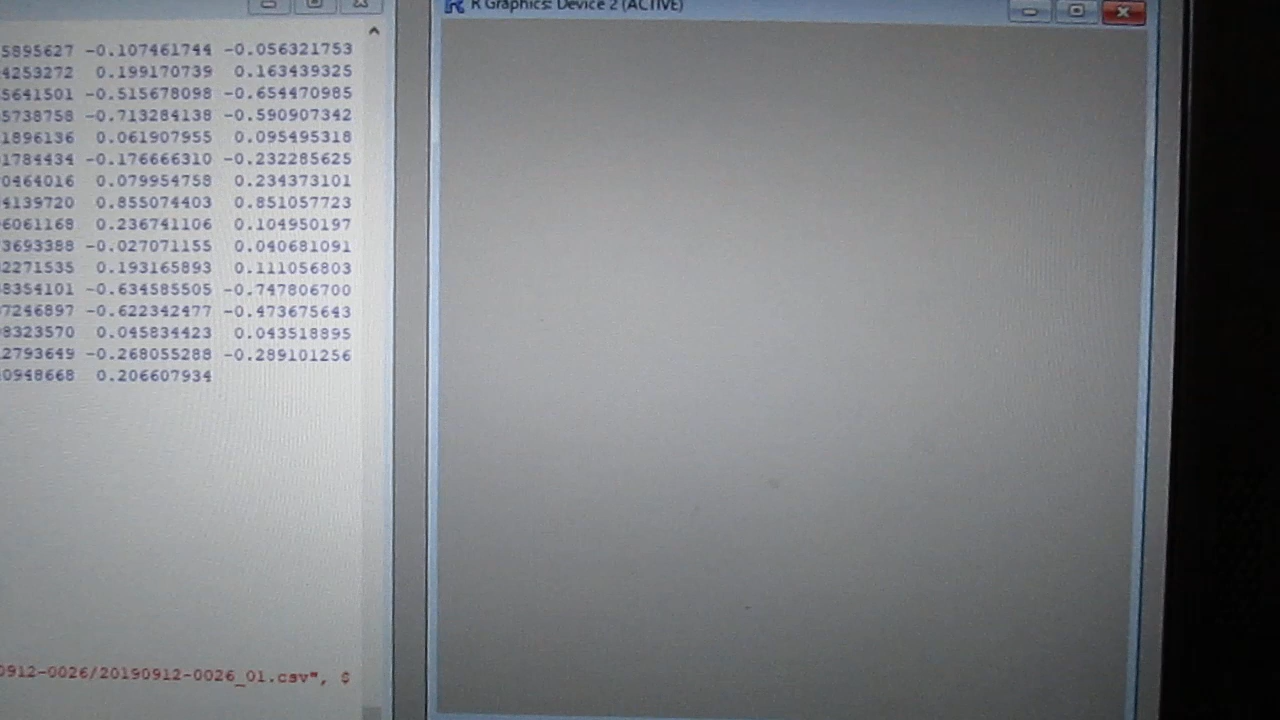 R Graphics: Device 2 (ACTIVE)
5895627 -0.107461744 -0.056321753
4253272 0.199170739 0.163439325
5641501 -0.515678098 -0.654470985
5738758 -0.713284138 -0.590907342
1896136 0.061907955 0.095495318
1784434 -0.176666310 -0.232285625
0464016 0.079954758 0.234373101
4139720 0.855074403 0.851057723
6061168 0.236741106 0.104950197
3693388 -0.027071155 0.040681091
2271535 0.193165893 0.111056803
8354101 -0.634585505 -0.747806700
7246897 -0.622342477 -0.473675643
8323570 0.045834423 0.043518895
2793649 -0.268055288 -0.289101256
0948668 0.206607934
0912-0026/20190912-0026_01.csv", $